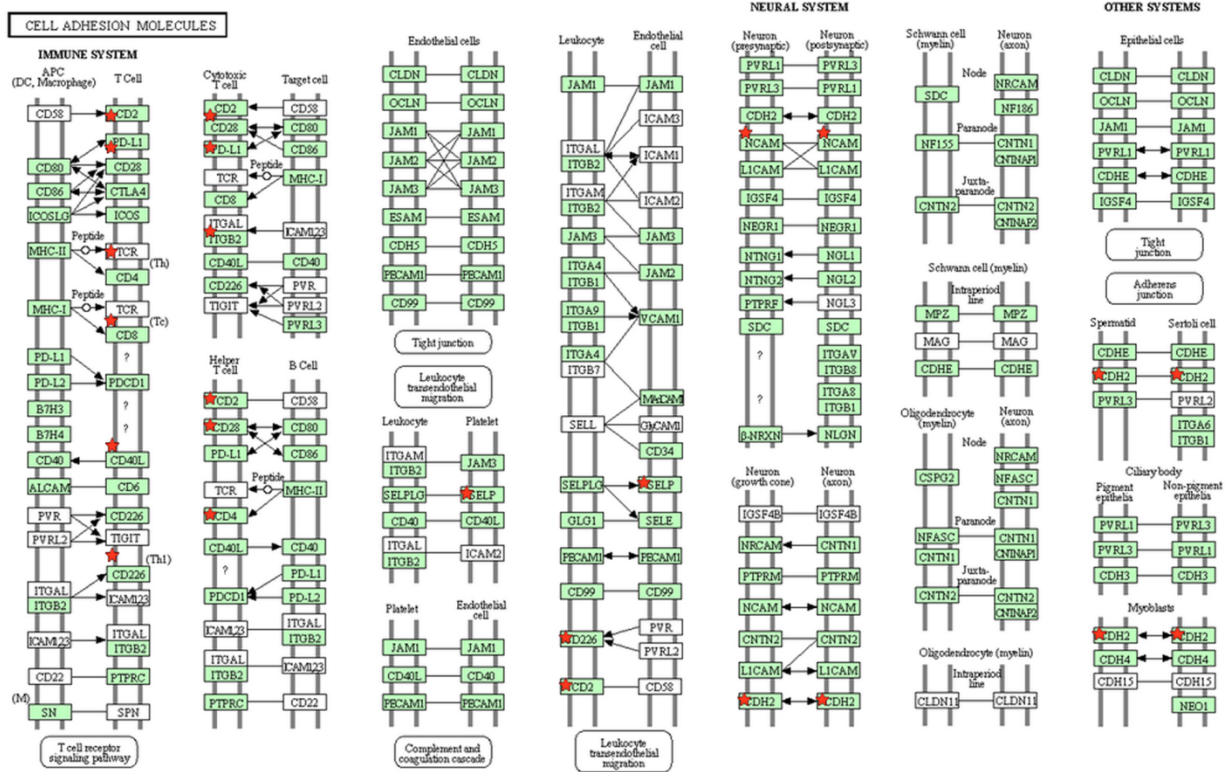 CELL ADHESION MOLECULES
IMMUNE SYSTEM
APC
(DC, Macrophage)
T Cell
CD58
CD2
PD-L1
CD80
CD28
CD86
CTLA4
ICOSLG
ICOS
Peptide
MHC-II
TCR
(Th)
CD4
Peptide
MHC-I
TCR
(Tc)
CD8
PD-L1
?
PD-L2
PDCD1
B7H3
?
B7H4
?
CD40
CD40L
ALCAM
CD6
PVR
CD226
PVRL2
TIGIT
(Th1)
CD226
ITGAL
ITGB2
ICAM123
ICAM123
ITGAL
ITGB2
CD22
PTPRC
(M)
SN
SPN
T cell receptor
signaling pathway
Cytotoxic
T cell
Target cell
CD2
CD58
CD28
CD80
PD-L1
CD86
Peptide
TCR
MHC-I
CD8
ITGAL
ITGB2
ICAM123
CD40L
CD40
CD226
PVR
TIGIT
PVRL2
PVRL3
Helper
T cell
B Cell
CD2
CD58
CD28
CD80
PD-L1
CD86
Peptide
TCR
MHC-II
CD4
CD40L
CD40
?
PD-L1
PDCD1
PD-L2
ICAM123
ITGAL
ITGB2
ITGAL
ITGB2
ICAM123
PTPRC
CD22
Endothelial cells
CLDN
CLDN
OCLN
OCLN
JAM1
JAM1
JAM2
JAM2
JAM3
JAM3
ESAM
ESAM
CDH5
CDH5
PECAM1
PECAM1
CD99
CD99
Tight junction
Leukocyte
transendothelial
migration
Leukocyte
Platelet
ITGAM
ITGB2
JAM3
SELPLG
SELP
CD40
CD40L
ITGAL
ITGB2
ICAM2
Platelet
Endothelial
cell
JAM1
JAM1
CD40L
CD40
PECAM1
PECAM1
Complement and
coagulation cascade
Leukocyte
Endothelial
cell
JAM1
JAM1
ICAM3
ITGAL
ITGB2
ICAM1
ITGAM
ITGB2
ICAM2
JAM3
JAM3
ITGA4
ITGB1
JAM2
ITGA9
ITGB1
VCAM1
ITGA4
ITGB7
MAdCAM1
SELL
GlyCAM1
CD34
SELPLG
SELP
GLG1
SELE
PECAM1
PECAM1
CD99
CD99
CD226
PVR
PVRL2
CD2
CD58
Leukocyte
transendothelial
migration
NEURAL SYSTEM
Neuron
(presynaptic)
Neuron
(postsynaptic)
PVRL1
PVRL3
PVRL3
PVRL1
CDH2
CDH2
NCAM
NCAM
L1CAM
L1CAM
IGSF4
IGSF4
NEGR1
NEGR1
NTNG1
NGL1
NTNG2
NGL2
PTPRF
NGL3
SDC
SDC
?
ITGAV
ITGB8
?
ITGA8
ITGB1
β-NRXN
NLGN
Neuron
(growth cone)
Neuron
(axon)
IGSF4B
IGSF4B
NRCAM
CNTN1
PTPRM
PTPRM
NCAM
NCAM
CNTN2
CNTN2
L1CAM
L1CAM
CDH2
CDH2
Schwann cell
(myelin)
Neuron
(axon)
Node
SDC
NRCAM
NF186
Paranode
NF155
CNTN1
CNTNAP1
Juxta-
paranode
CNTN2
CNTN2
CNTNAP2
Schwann cell (myelin)
Intraperiod
line
MPZ
MPZ
MAG
MAG
CDHE
CDHE
Oligodendrocyte
(myelin)
Neuron
(axon)
Node
CSPG2
NRCAM
NFASC
CNTN1
Paranode
NFASC
CNTN1
CNTN1
CNTNAP1
Juxta-
paranode
CNTN2
CNTN2
CNTNAP2
Oligodendrocyte (myelin)
Intraperiod
line
CLDN11
CLDN11
OTHER SYSTEMS
Epithelial cells
CLDN
CLDN
OCLN
OCLN
JAM1
JAM1
PVRL1
PVRL1
CDHE
CDHE
IGSF4
IGSF4
Tight
junction
Adherens
junction
Spermatid
Sertoli cell
CDHE
CDHE
CDH2
CDH2
PVRL3
PVRL2
ITGA6
ITGB1
Ciliary body
Pigment
epithelia
Non-pigment
epithelia
PVRL1
PVRL3
PVRL3
PVRL1
CDH3
CDH3
Myoblasts
CDH2
CDH2
CDH4
CDH4
CDH15
CDH15
NEO1